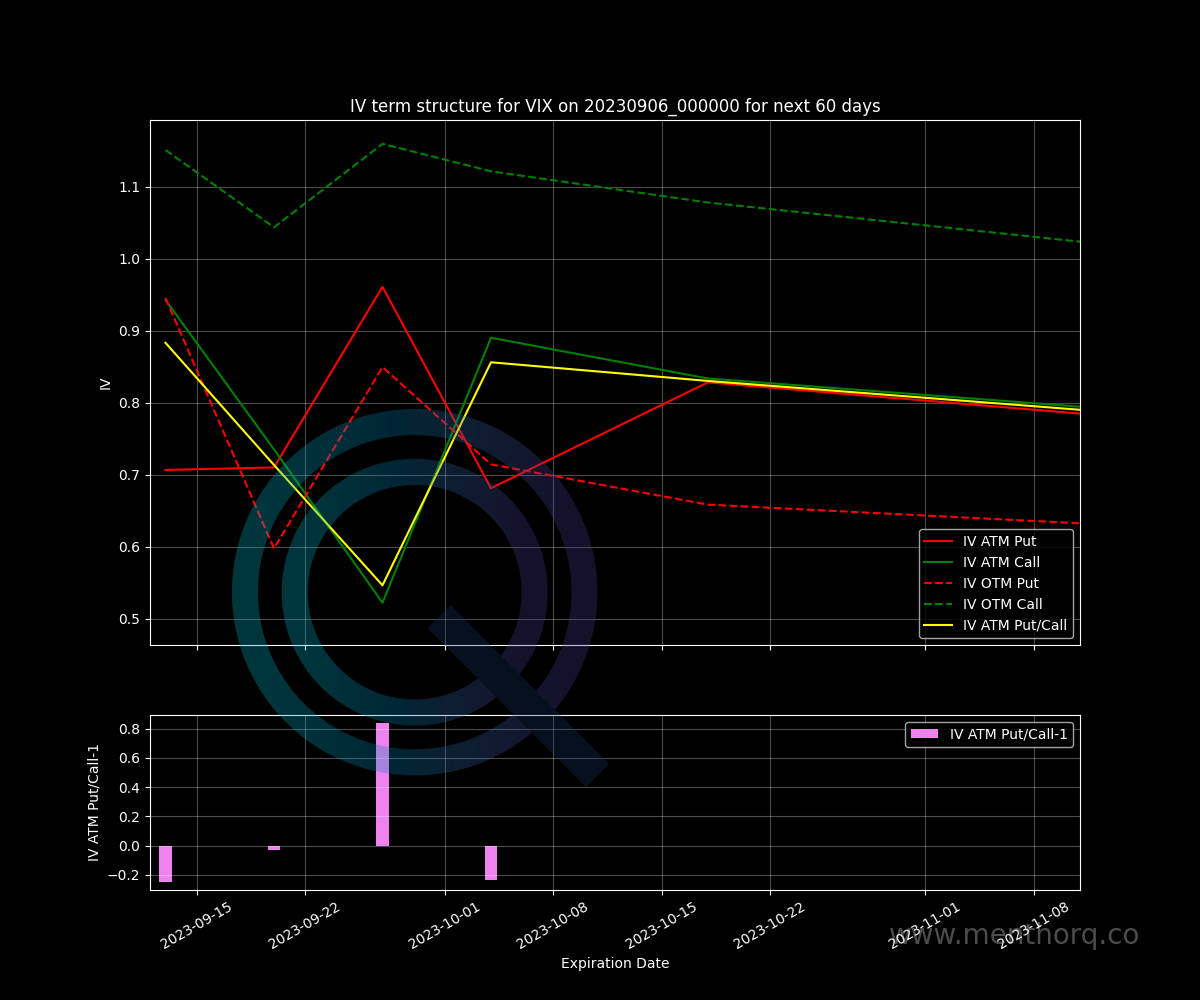 IV term structure for VIX on 20230906_000000 for next 60 days
IV
1.1
1.0
0.9
0.8
0.7
0.6
0.5
IV ATM Put
IV ATM Call
IV OTM Put
IV OTM Call
IV ATM Put/Call
IV ATM Put/Call-1
0.8
0.6
0.4
0.2
0.0
−0.2
IV ATM Put/Call-1
2023-09-15
2023-09-22
2023-10-01
2023-10-08
2023-10-15
2023-10-22
2023-11-01
2023-11-08
www.menthorq.co
Expiration Date